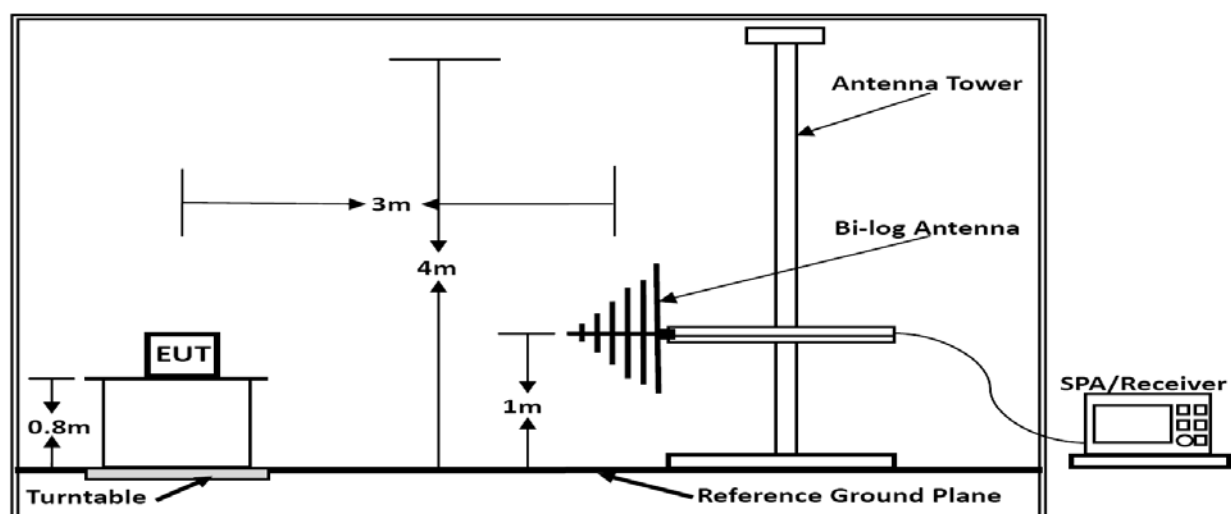 Antenna Tower
3m
Bi-log Antenna
4m
EUT
SPA/Receiver
1m
0.8m
Turntable
Reference Ground Plane